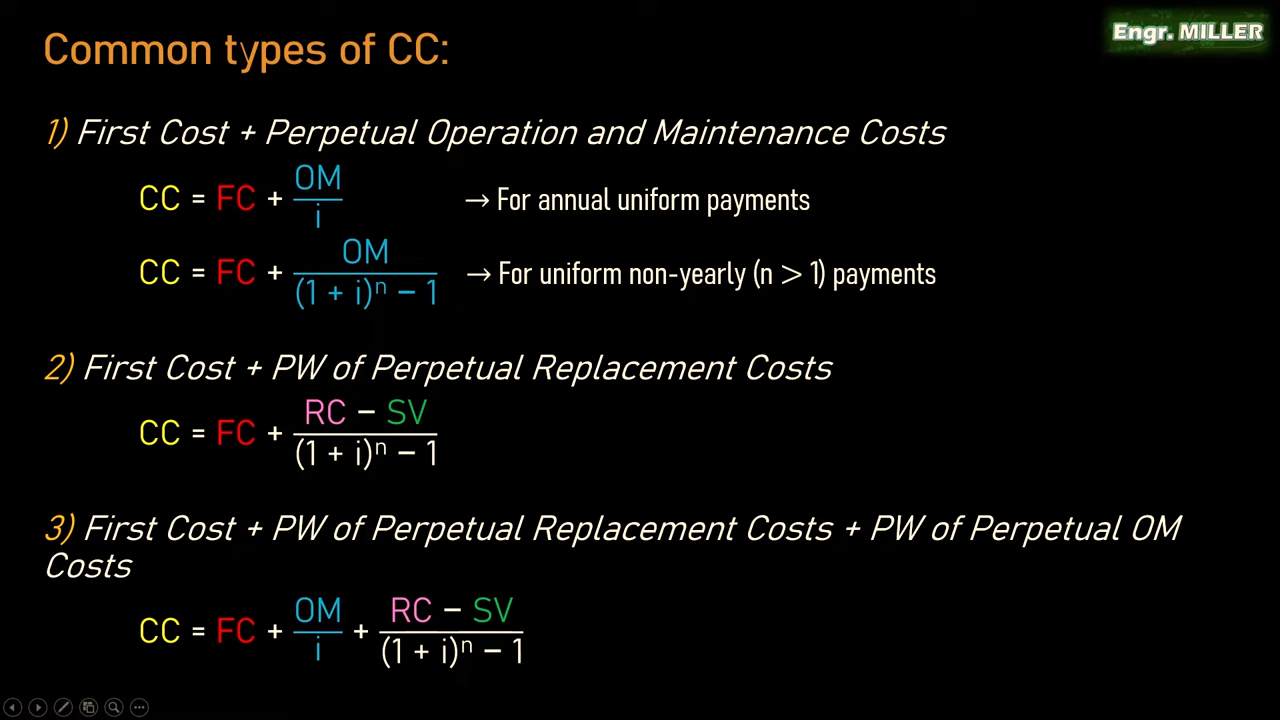 Common types of CC:
Engr. MILLER
1) First Cost + Perpetual Operation and Maintenance Costs
CC = FC + OM/i → For annual uniform payments
CC = FC + OM/((1 + i)ⁿ − 1) → For uniform non-yearly (n > 1) payments
2) First Cost + PW of Perpetual Replacement Costs
CC = FC + (RC − SV)/((1 + i)ⁿ − 1)
3) First Cost + PW of Perpetual Replacement Costs + PW of Perpetual OM
Costs
CC = FC + OM/i + (RC − SV)/((1 + i)ⁿ − 1)